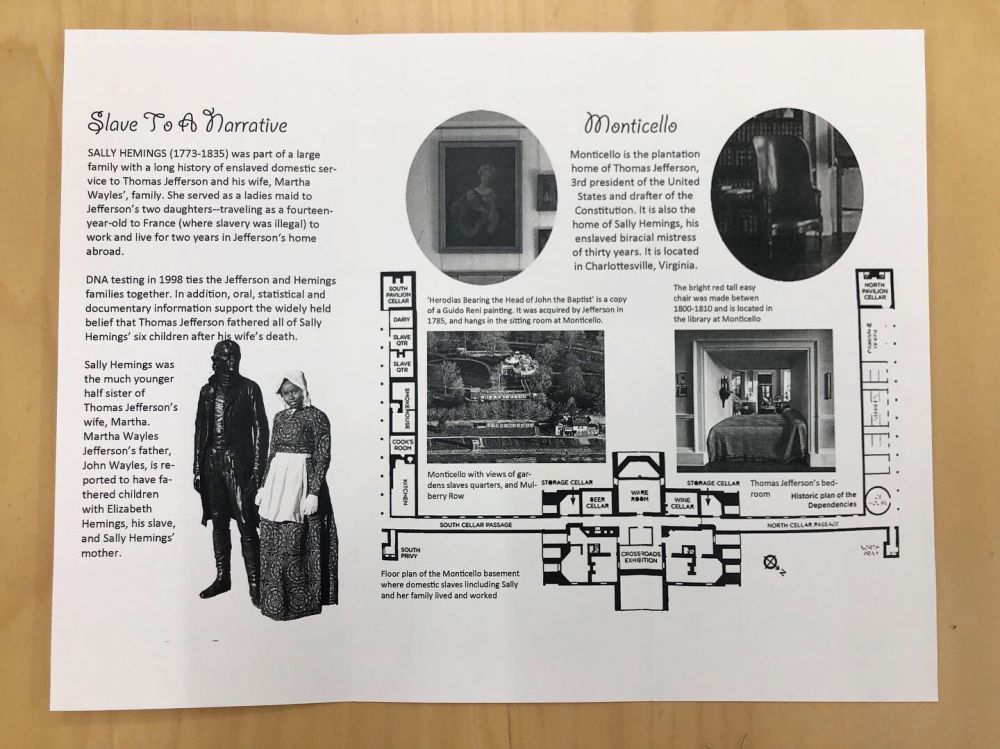 Slave To A Narrative
SALLY HEMINGS (1773-1835) was part of a large
family with a long history of enslaved domestic ser-
vice to Thomas Jefferson and his wife, Martha
Wayles', family. She served as a ladies maid to
Jefferson's two daughters--traveling as a fourteen-
year-old to France (where slavery was illegal) to
work and live for two years in Jefferson's home
abroad.
DNA testing in 1998 ties the Jefferson and Hemings
families together. In addition, oral, statistical and
documentary information support the widely held
belief that Thomas Jefferson fathered all of Sally
Hemings' six children after his wife's death.
Sally Hemings was
the much younger
half sister of
Thomas Jefferson's
wife, Martha.
Martha Wayles
Jefferson's father,
John Wayles, is re-
ported to have fa-
thered children
with Elizabeth
Hemings, his slave,
and Sally Hemings'
mother.
Monticello
Monticello is the plantation
home of Thomas Jefferson,
3rd president of the United
States and drafter of the
Constitution. It is also the
home of Sally Hemings, his
enslaved biracial mistress
of thirty years. It is located
in Charlottesville, Virginia.
'Herodias Bearing the Head of John the Baptist' is a copy
of a Guido Reni painting. It was acquired by Jefferson in
1785, and hangs in the sitting room at Monticello.
The bright red tall easy
chair was made betwen
1800-1810 and is located in
the library at Monticello
SOUTH
PAVILION
CELLAR
DAIRY
SLAVE
QTR
SLAVE
QTR
SMOKEHOUSE
COOK'S
ROOM
KITCHEN
Monticello with views of gar-
dens slaves quarters, and Mul-
berry Row
Thomas Jefferson's bed-
room
Historic plan of the
Dependencies
NORTH
PAVILION
CELLAR
STORAGE CELLAR
BEER
CELLAR
WARE
ROOM
WINE
CELLAR
STORAGE CELLAR
SOUTH CELLAR PASSAGE
NORTH CELLAR PASSAGE
SOUTH
PRIVY
CROSSROADS
EXHIBITION
NORTH
PRIVY
N
Floor plan of the Monticello basement
where domestic slaves lincluding Sally
and her family lived and worked